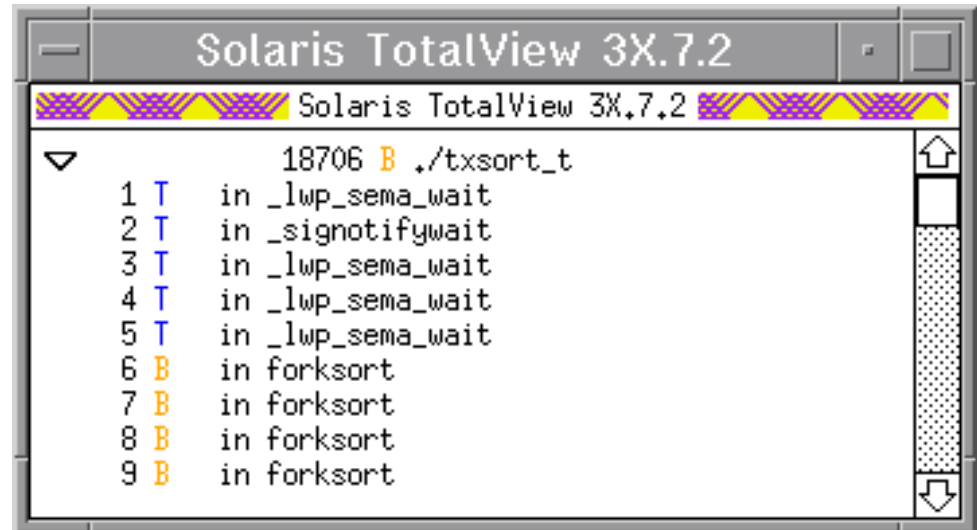 Solaris TotalView 3X.7.2
Solaris TotalView 3X.7.2
18706 B ./txsort_t
1 T in _lwp_sema_wait
2 T in _signotifywait
3 T in _lwp_sema_wait
4 T in _lwp_sema_wait
5 T in _lwp_sema_wait
6 B in forksort
7 B in forksort
8 B in forksort
9 B in forksort